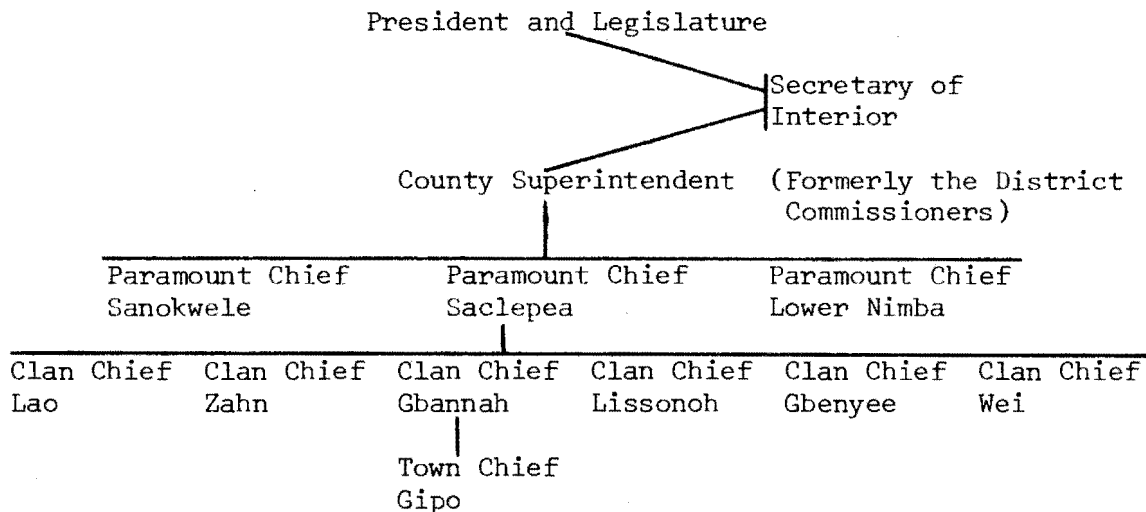 President and Legislature
Secretary of
Interior
County Superintendent (Formerly the District
Commissioners)
Paramount Chief Paramount Chief Paramount Chief
Sanokwele Saclepea Lower Nimba
Clan Chief Clan Chief Clan Chief Clan Chief Clan Chief Clan Chief
Lao Zahn Gbannah Lissonoh Gbenyee Wei
Town Chief
Gipo